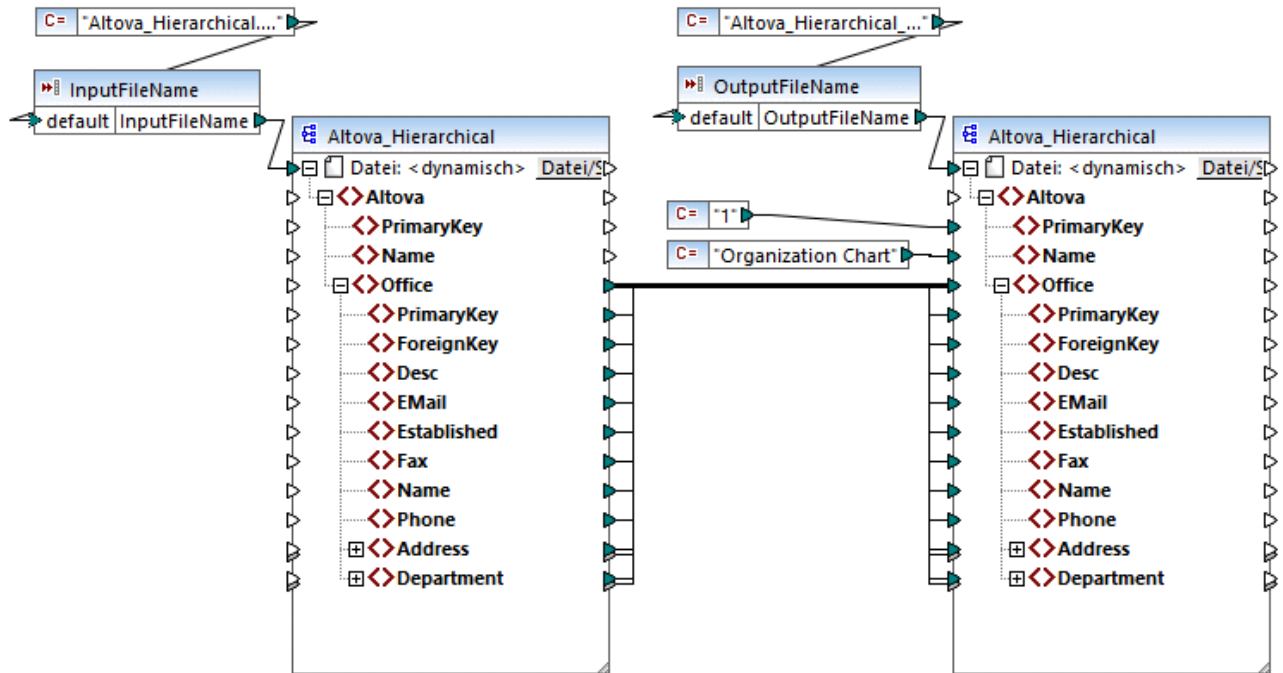 C= "Altova_Hierarchical...."
C= "Altova_Hierarchical_..."
InputFileName
default InputFileName
OutputFileName
default OutputFileName
Altova_Hierarchical
Datei: <dynamisch> Datei/S
Altova
PrimaryKey
Name
Office
PrimaryKey
ForeignKey
Desc
EMail
Established
Fax
Name
Phone
Address
Department
C= "1"
C= "Organization Chart"
Altova_Hierarchical
Datei: <dynamisch> Datei/S
Altova
PrimaryKey
Name
Office
PrimaryKey
ForeignKey
Desc
EMail
Established
Fax
Name
Phone
Address
Department